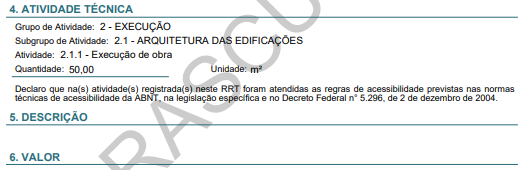 4. ATIVIDADE TÉCNICA
Grupo de Atividade: 2 - EXECUÇÃO
Subgrupo de Atividade: 2.1 - ARQUITETURA DAS EDIFICAÇÕES
Atividade: 2.1.1 - Execução de obra
Quantidade: 50,00 Unidade: m²
Declaro que na(s) atividade(s) registrada(s) neste RRT foram atendidas as regras de acessibilidade previstas nas normas
técnicas de acessibilidade da ABNT, na legislação específica e no Decreto Federal n° 5.296, de 2 de dezembro de 2004.
5. DESCRIÇÃO
6. VALOR
RASCU